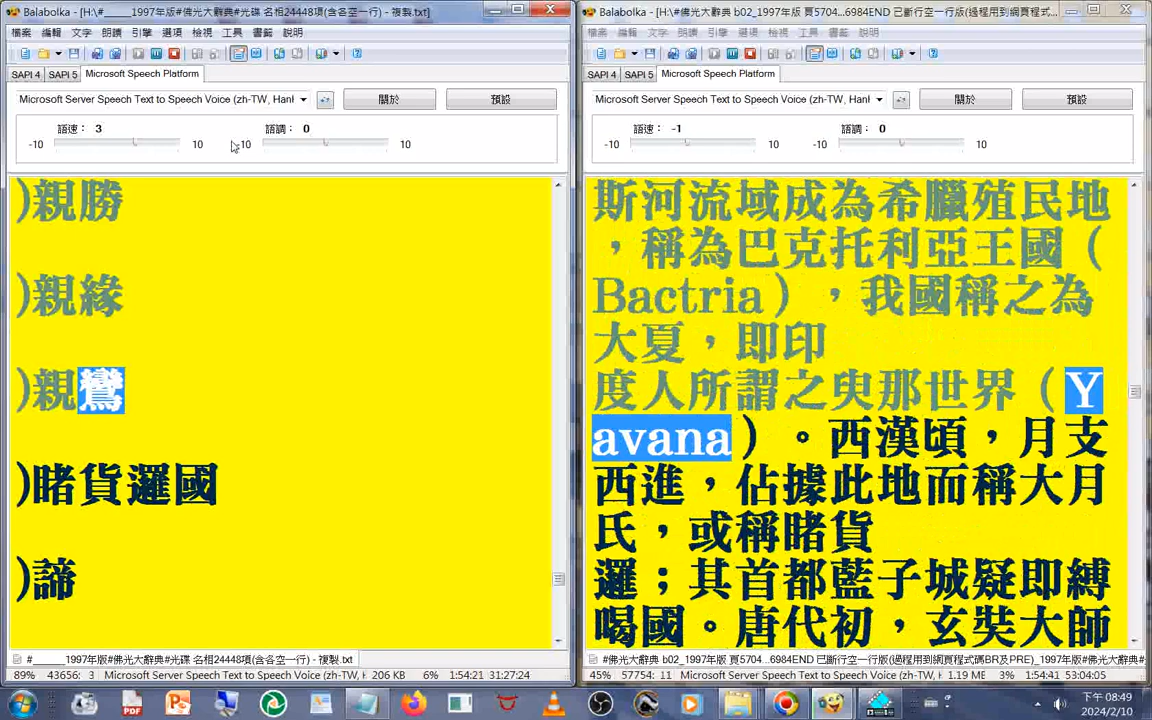 Balabolka - [H:\#_____1997年版#佛光大辭典#光碟 名相24448項(含各空一行) - 複製.txt]
檔案 編輯 文字 朗讀 引擎 選項 檢視 工具 書籤 說明
SAPI 4 SAPI 5 Microsoft Speech Platform
Microsoft Server Speech Text to Speech Voice (zh-TW, Hanl
關於
預設
語速： 3
語調： 0
-10 10 -10 10
)親勝
)親緣
)親鸞
)睹貨邏國
)諦
#_____1997年版#佛光大辭典#光碟 名相24448項(含各空一行) - 複製.txt
89% 43656: 3 Microsoft Server Speech Text to Speech Voice (zh-TW, H 206 KB 6% 1:54:21 31:27:24
Balabolka - [H:\#佛光大辭典 b02_1997年版 頁5704...6984END 已斷行空一行版(過程用到網頁程式...
檔案 編輯 文字 朗讀 引擎 選項 檢視 工具 書籤 說明
SAPI 4 SAPI 5 Microsoft Speech Platform
Microsoft Server Speech Text to Speech Voice (zh-TW, Hanl
關於
預設
語速： -1
語調： 0
-10 10 -10 10
斯河流域成為希臘殖民地
，稱為巴克托利亞王國（
Bactria），我國稱之為
大夏，即印
度人所謂之臾那世界（Y
avana）。西漢頃，月支
西進，佔據此地而稱大月
氏，或稱睹貨
邏；其首都藍子城疑即縛
喝國。唐代初，玄奘大師
#佛光大辭典 b02_1997年版 頁5704...6984END 已斷行空一行版(過程用到網頁程式碼BR及PRE)_1997年版#佛光大辭典#
45% 57754: 11 Microsoft Server Speech Text to Speech Voice (zh-TW, H 1.19 MB 3% 1:54:41 53:04:05
下午 08:49
2024/2/10